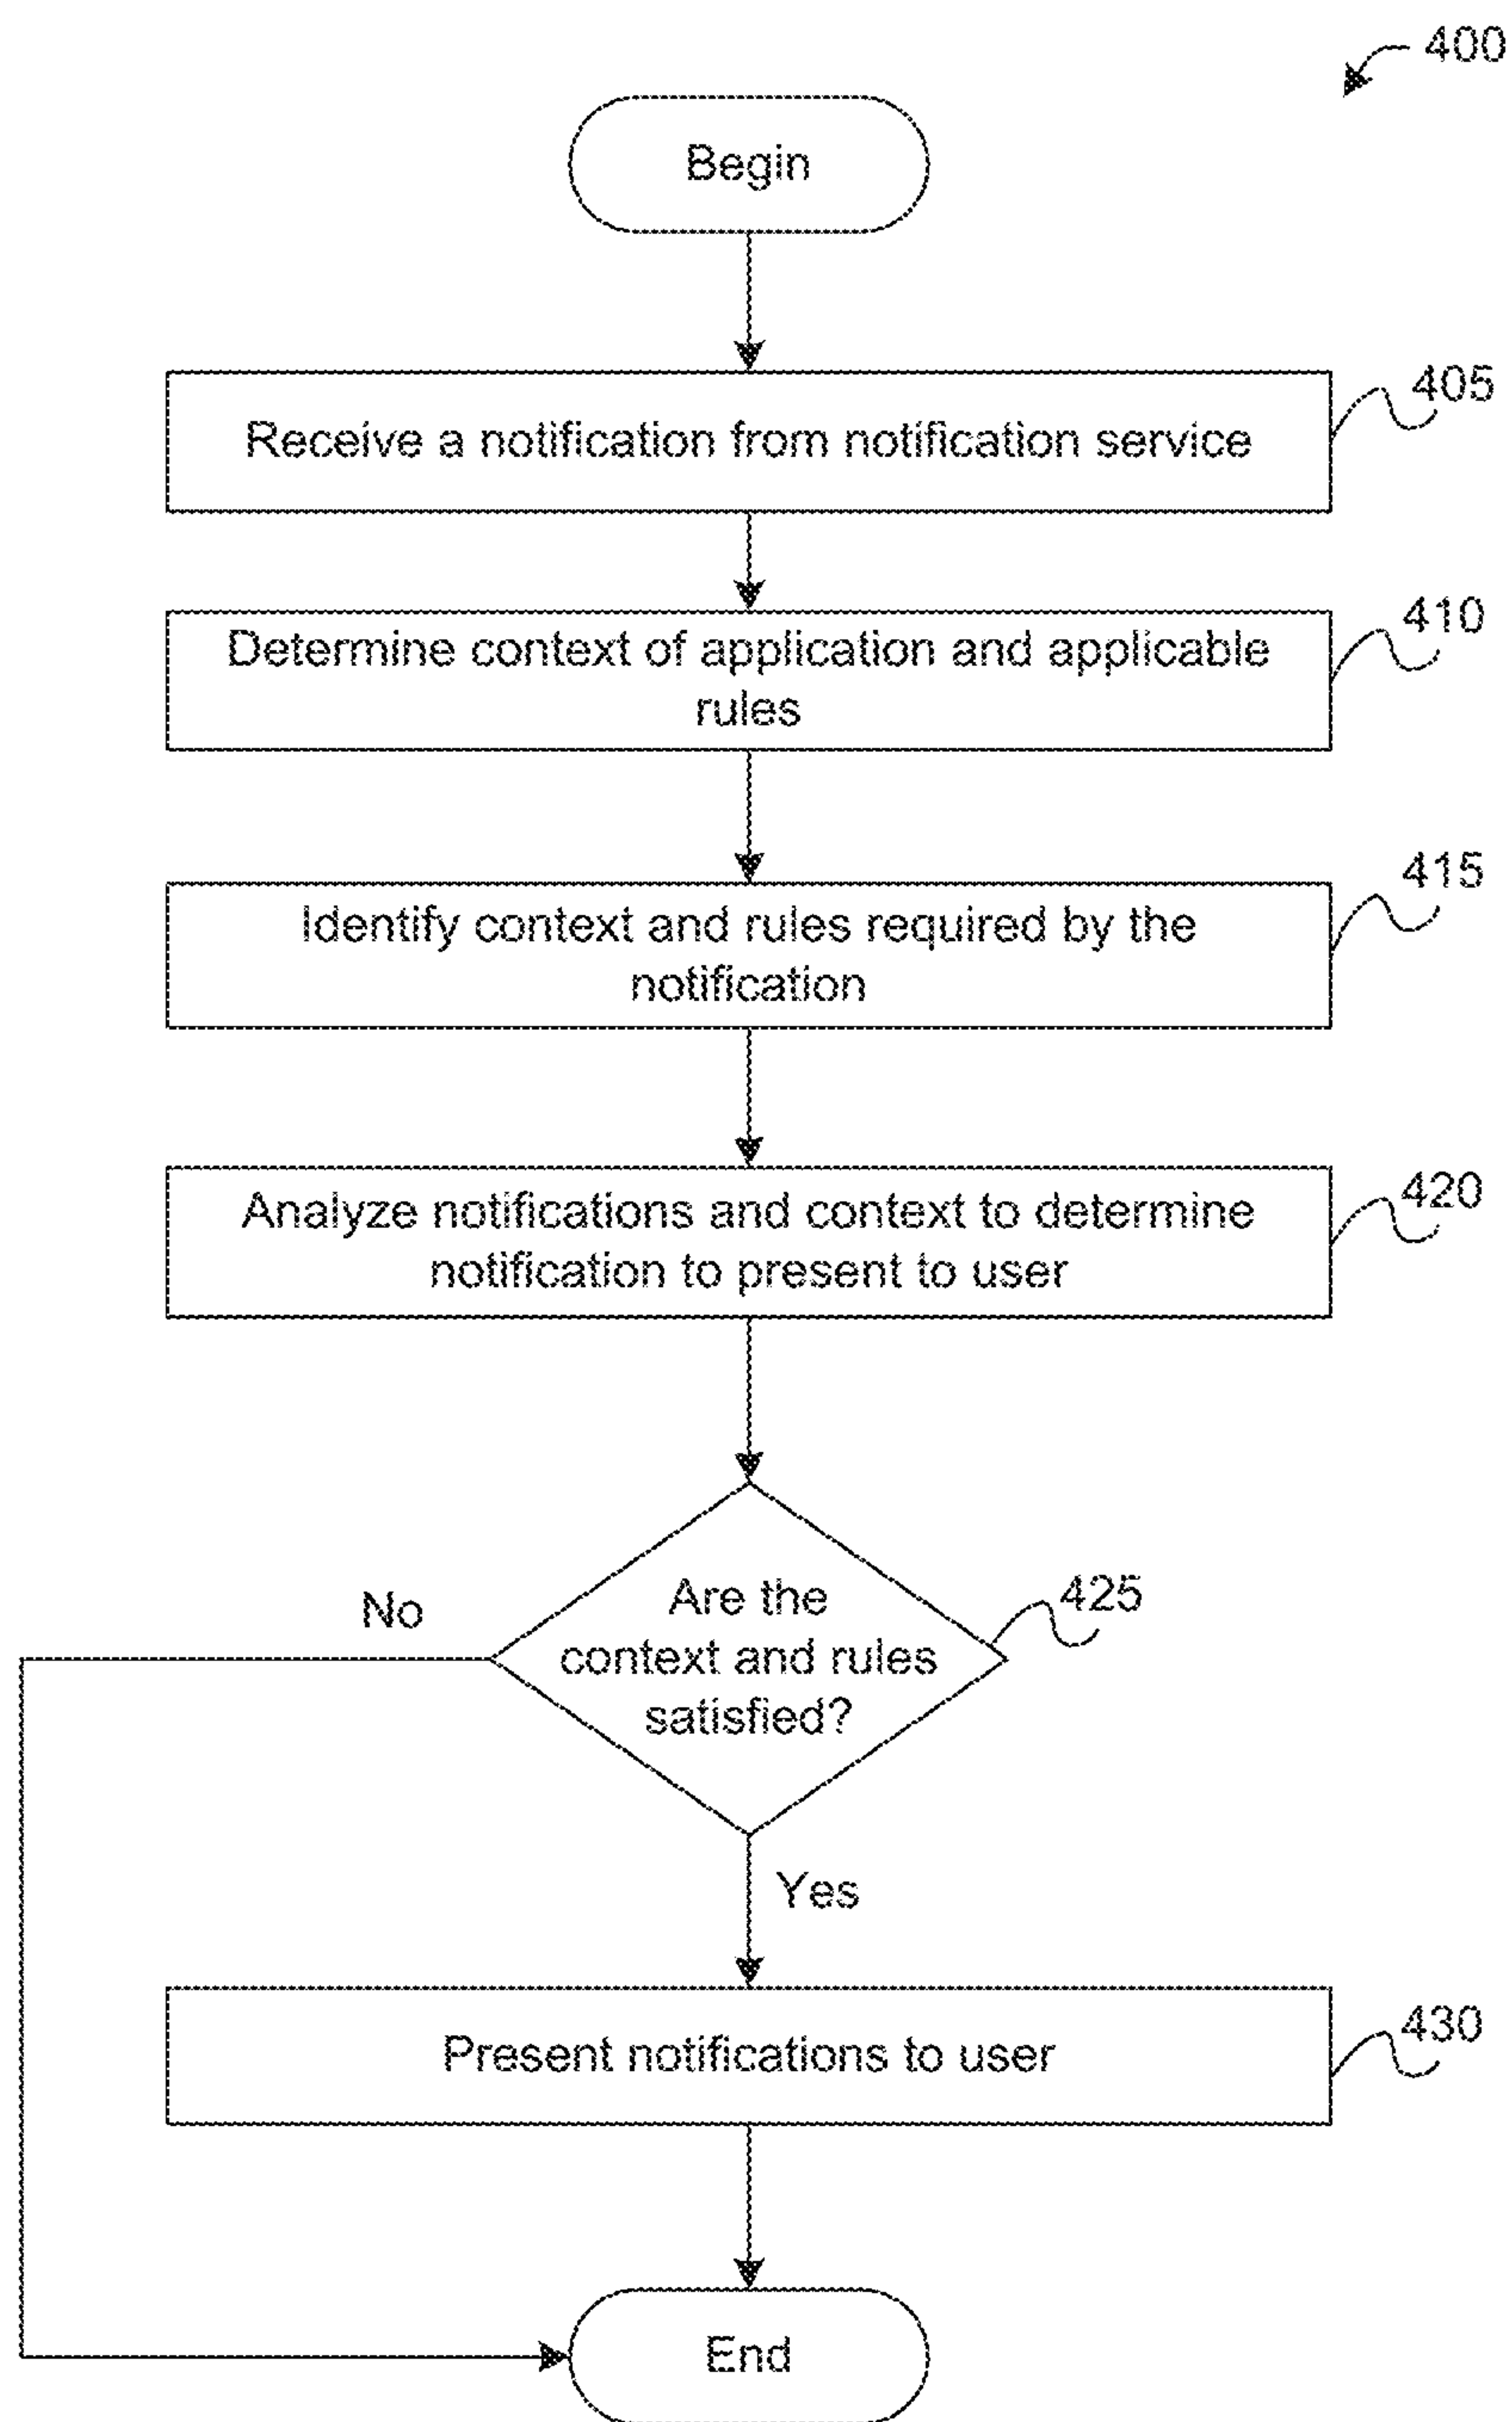 400
Begin
Receive a notification from notification service
405
Determine context of application and applicable
rules
410
Identify context and rules required by the
notification
415
Analyze notifications and context to determine
notification to present to user
420
Are the
context and rules
satisfied?
425
No
Yes
Present notifications to user
430
End